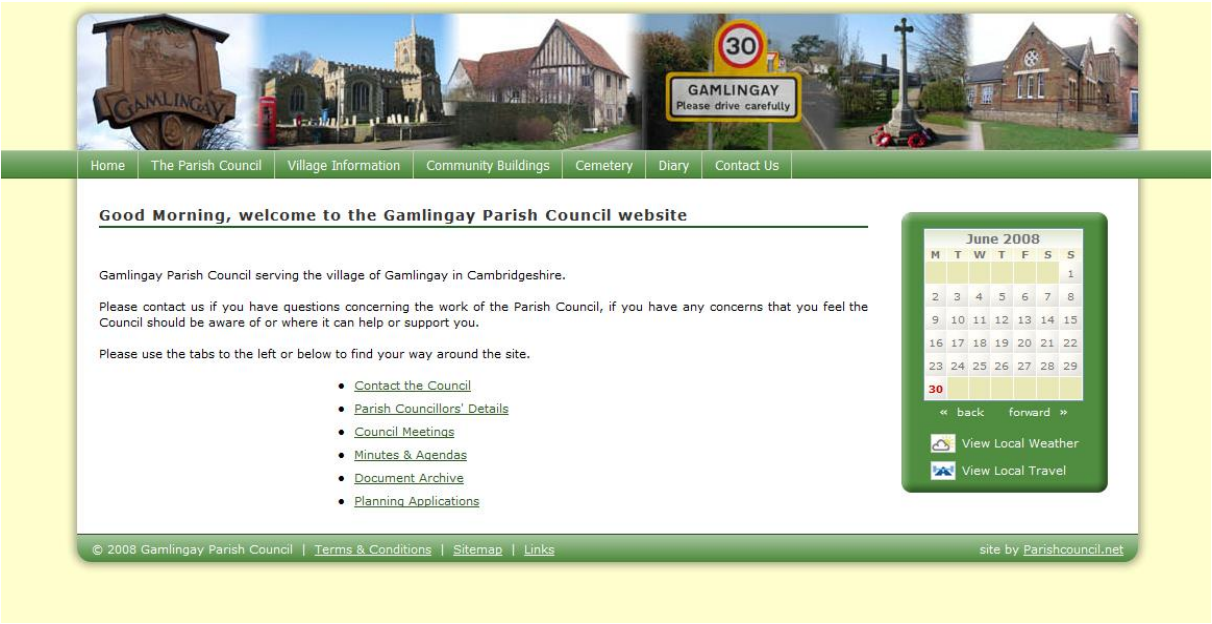 GAMLINGAY
30
GAMLINGAY
Please drive carefully
Home The Parish Council Village Information Community Buildings Cemetery Diary Contact Us
Good Morning, welcome to the Gamlingay Parish Council website
Gamlingay Parish Council serving the village of Gamlingay in Cambridgeshire.
Please contact us if you have questions concerning the work of the Parish Council, if you have any concerns that you feel the
Council should be aware of or where it can help or support you.
Please use the tabs to the left or below to find your way around the site.
• Contact the Council
• Parish Councillors' Details
• Council Meetings
• Minutes & Agendas
• Document Archive
• Planning Applications
June 2008
M T W T F S S
1
2 3 4 5 6 7 8
9 10 11 12 13 14 15
16 17 18 19 20 21 22
23 24 25 26 27 28 29
30
« back forward »
View Local Weather
View Local Travel
© 2008 Gamlingay Parish Council | Terms & Conditions | Sitemap | Links
site by Parishcouncil.net